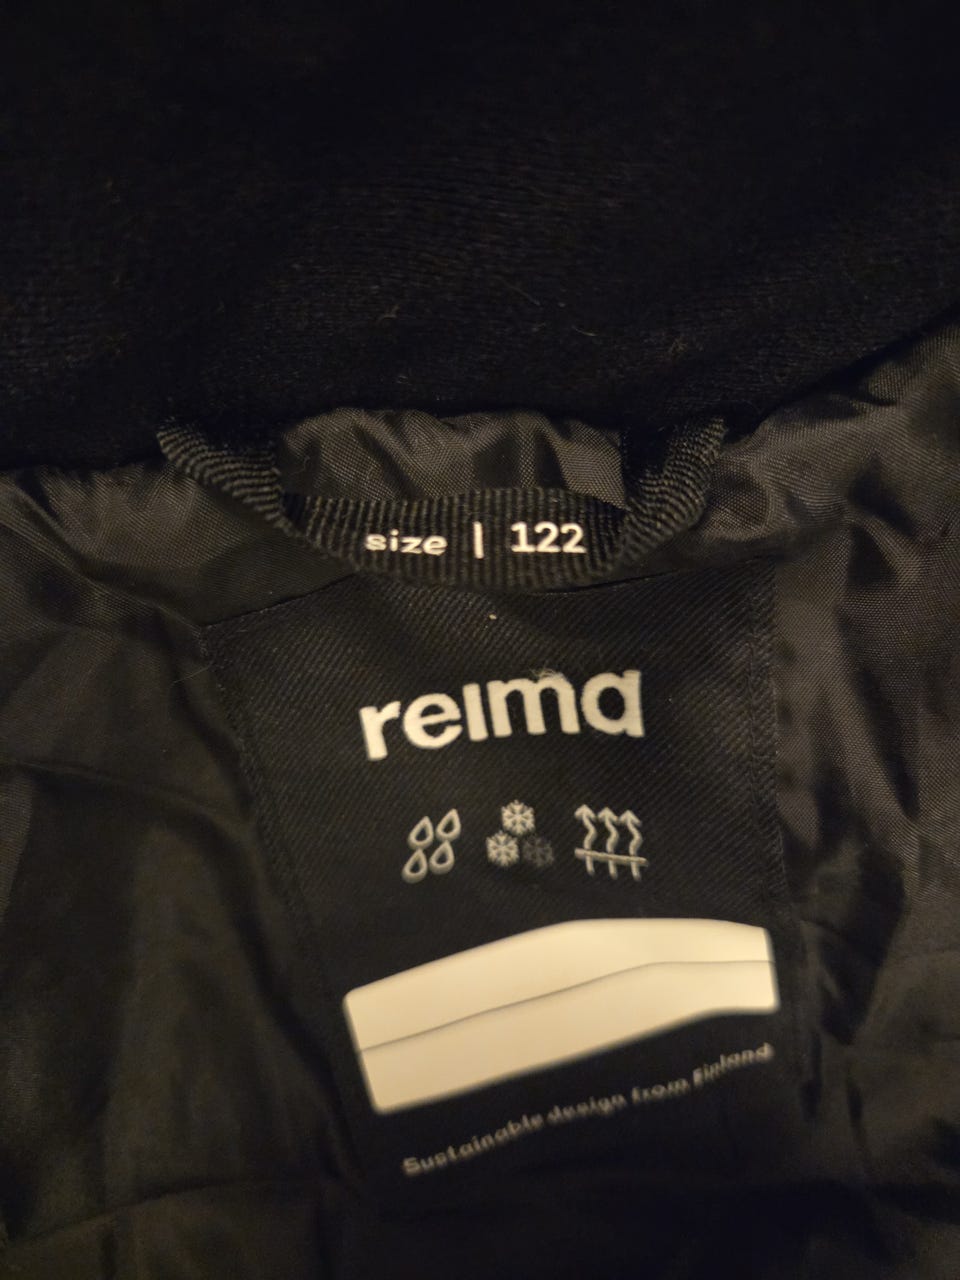 size | 122
reima
Sustainable design from Finland